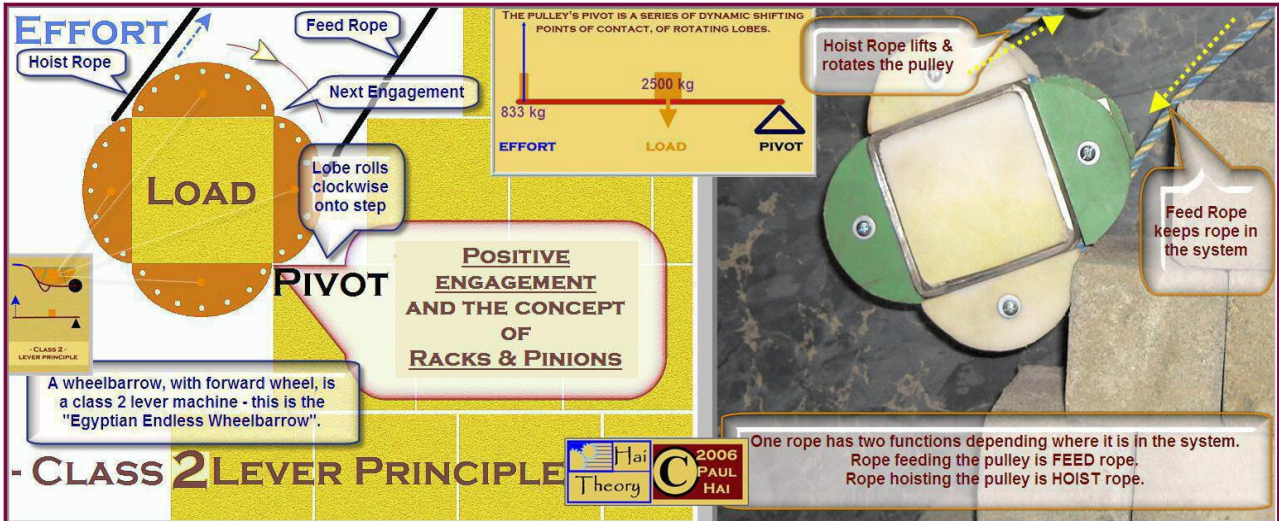 EFFORT
Hoist Rope
Feed Rope
Next Engagement
LOAD
Lobe rolls
clockwise
onto step
PIVOT
- CLASS 2 -
LEVER PRINCIPLE
A wheelbarrow, with forward wheel, is
a class 2 lever machine - this is the
"Egyptian Endless Wheelbarrow".
POSITIVE
ENGAGEMENT
AND THE CONCEPT
OF
RACKS & PINIONS
- CLASS 2 LEVER PRINCIPLE
THE PULLEY'S PIVOT IS A SERIES OF DYNAMIC SHIFTING
POINTS OF CONTACT, OF ROTATING LOBES.
2500 kg
833 kg
EFFORT
LOAD
PIVOT
Hai
Theory
C
2006
PAUL
HAI
Hoist Rope lifts &
rotates the pulley
Feed Rope
keeps rope in
the system
One rope has two functions depending where it is in the system.
Rope feeding the pulley is FEED rope.
Rope hoisting the pulley is HOIST rope.